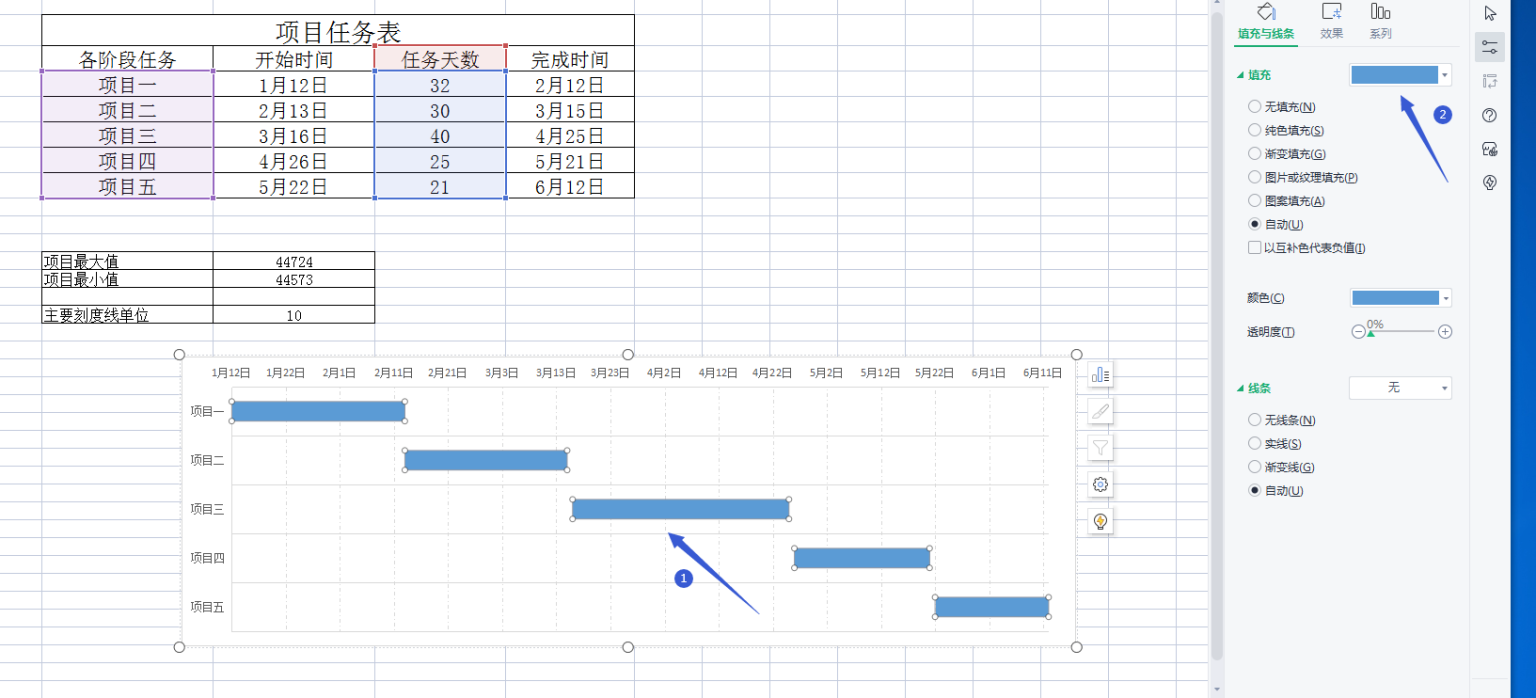 项目任务表
各阶段任务 开始时间 任务天数 完成时间
项目一 1月12日 32 2月12日
项目二 2月13日 30 3月15日
项目三 3月16日 40 4月25日
项目四 4月26日 25 5月21日
项目五 5月22日 21 6月12日
项目最大值 44724
项目最小值 44573
主要刻度线单位 10
1月12日 1月22日 2月1日 2月11日 2月21日 3月3日 3月13日 3月23日 4月2日 4月12日 4月22日 5月2日 5月12日 5月22日 6月1日 6月11日
项目一
项目二
项目三
1
项目四
项目五
填充与线条 效果 系列
填充
2
无填充(N)
纯色填充(S)
渐变填充(G)
图片或纹理填充(P)
图案填充(A)
自动(U)
以互补色代表负值(I)
颜色(C)
透明度(T) 0%
线条 无
无线条(N)
实线(S)
渐变线(G)
自动(U)